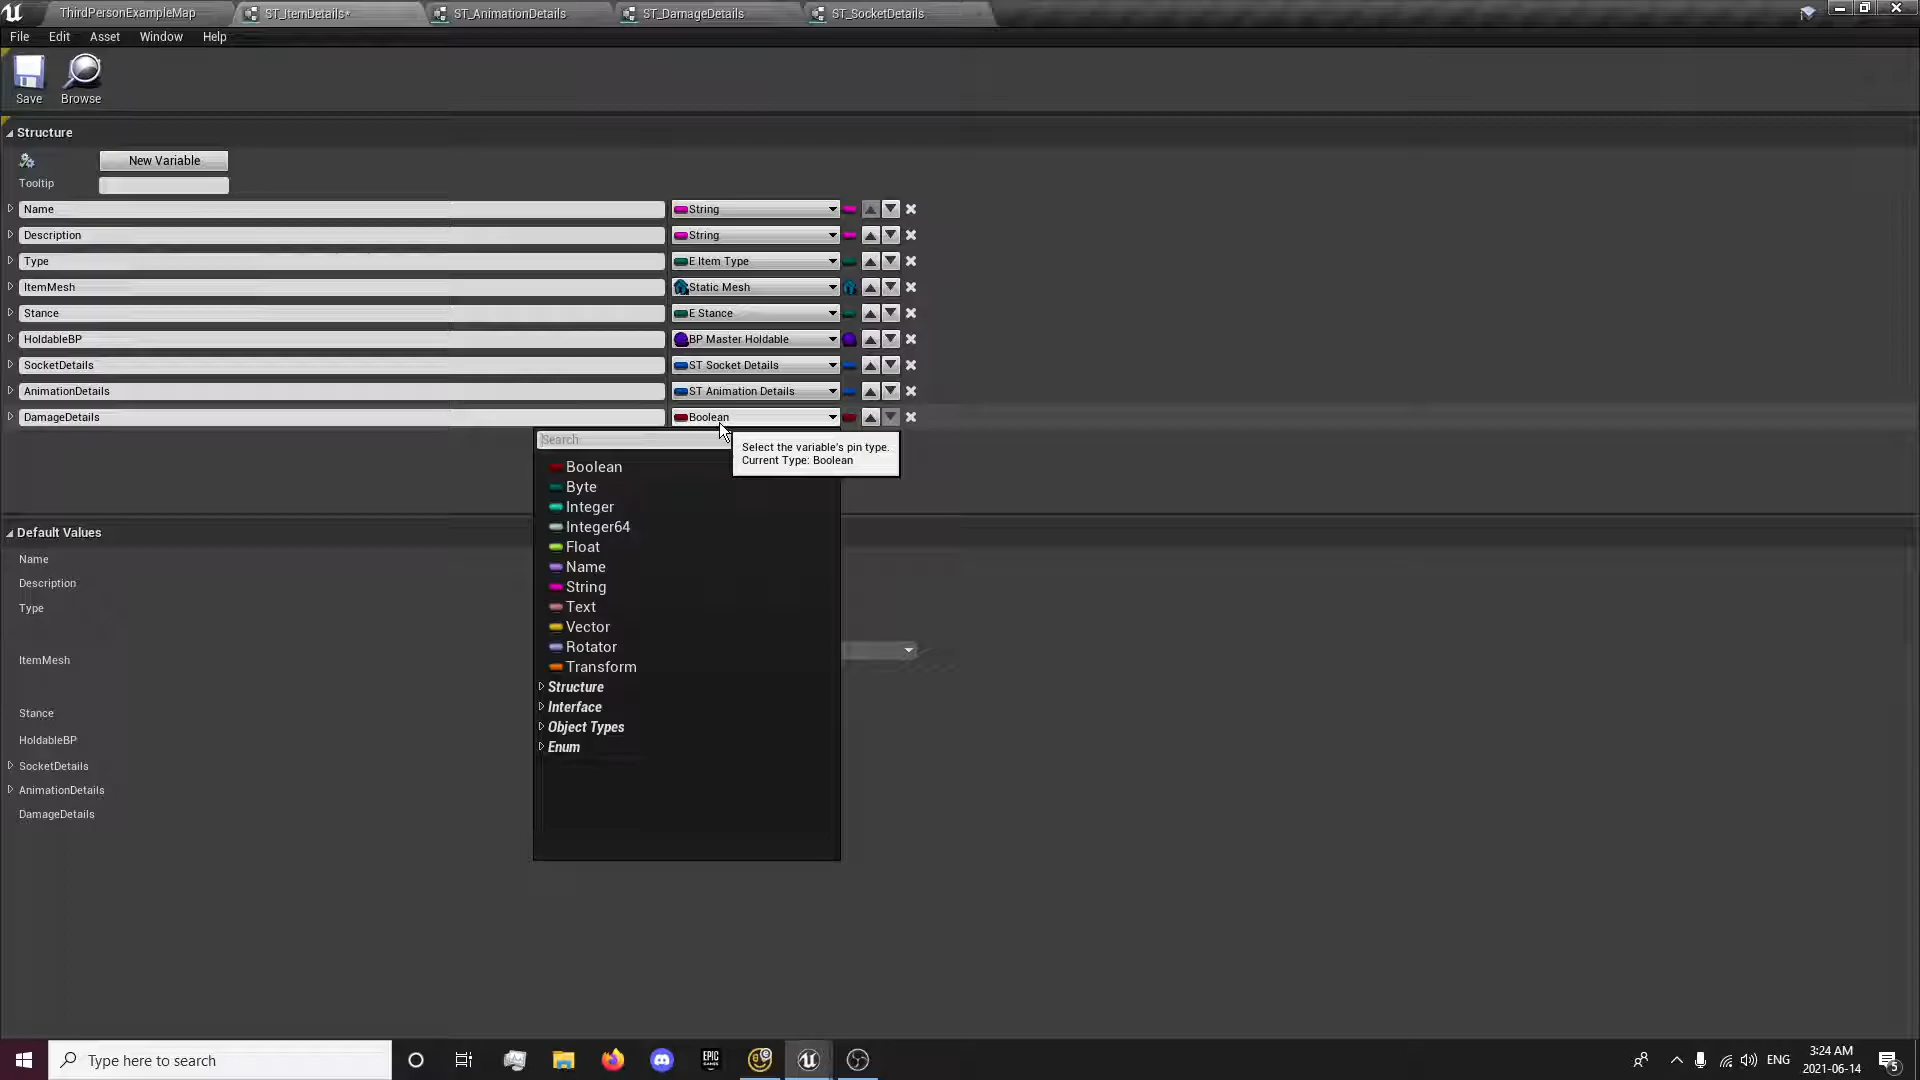 ThirdPersonExampleMap
ST_ItemDetails*
ST_AnimationDetails
ST_DamageDetails
ST_SocketDetails
File Edit Asset Window Help
Save Browse
Structure
New Variable
Tooltip
Name String
Description String
Type E Item Type
ItemMesh Static Mesh
Stance E Stance
HoldableBP BP Master Holdable
SocketDetails ST Socket Details
AnimationDetails ST Animation Details
DamageDetails Boolean
Search
Select the variable's pin type.
Current Type: Boolean
Boolean
Byte
Integer
Integer64
Float
Name
String
Text
Vector
Rotator
Transform
Structure
Interface
Object Types
Enum
Default Values
Name
Description
Type
ItemMesh
Stance
HoldableBP
SocketDetails
AnimationDetails
DamageDetails
Type here to search
EPIC GAMES
ENG
3:24 AM
2021-06-14
5